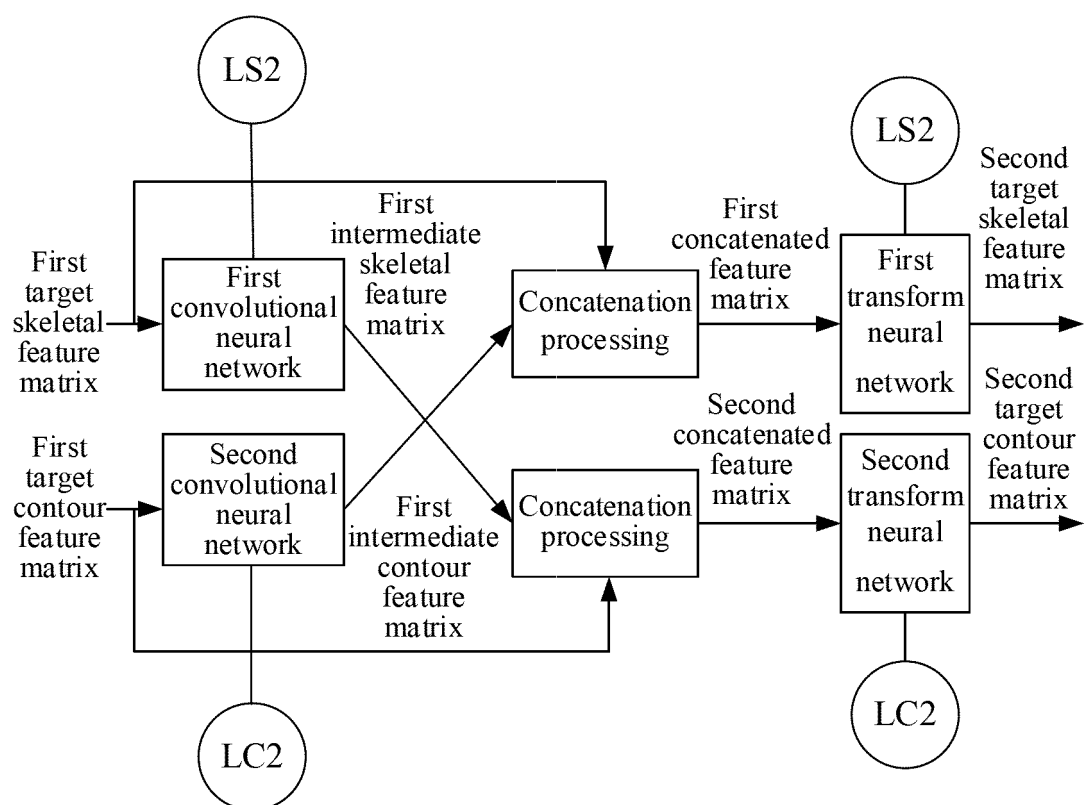 LS2
LS2
First
target
skeletal
feature
matrix
First
convolutional
neural
network
First
intermediate
skeletal
feature
matrix
Concatenation
processing
First
concatenated
feature
matrix
First
transform
neural
network
Second
target
skeletal
feature
matrix
First
target
contour
feature
matrix
Second
convolutional
neural
network
First
intermediate
contour
feature
matrix
Concatenation
processing
Second
concatenated
feature
matrix
Second
transform
neural
network
Second
target
contour
feature
matrix
LC2
LC2